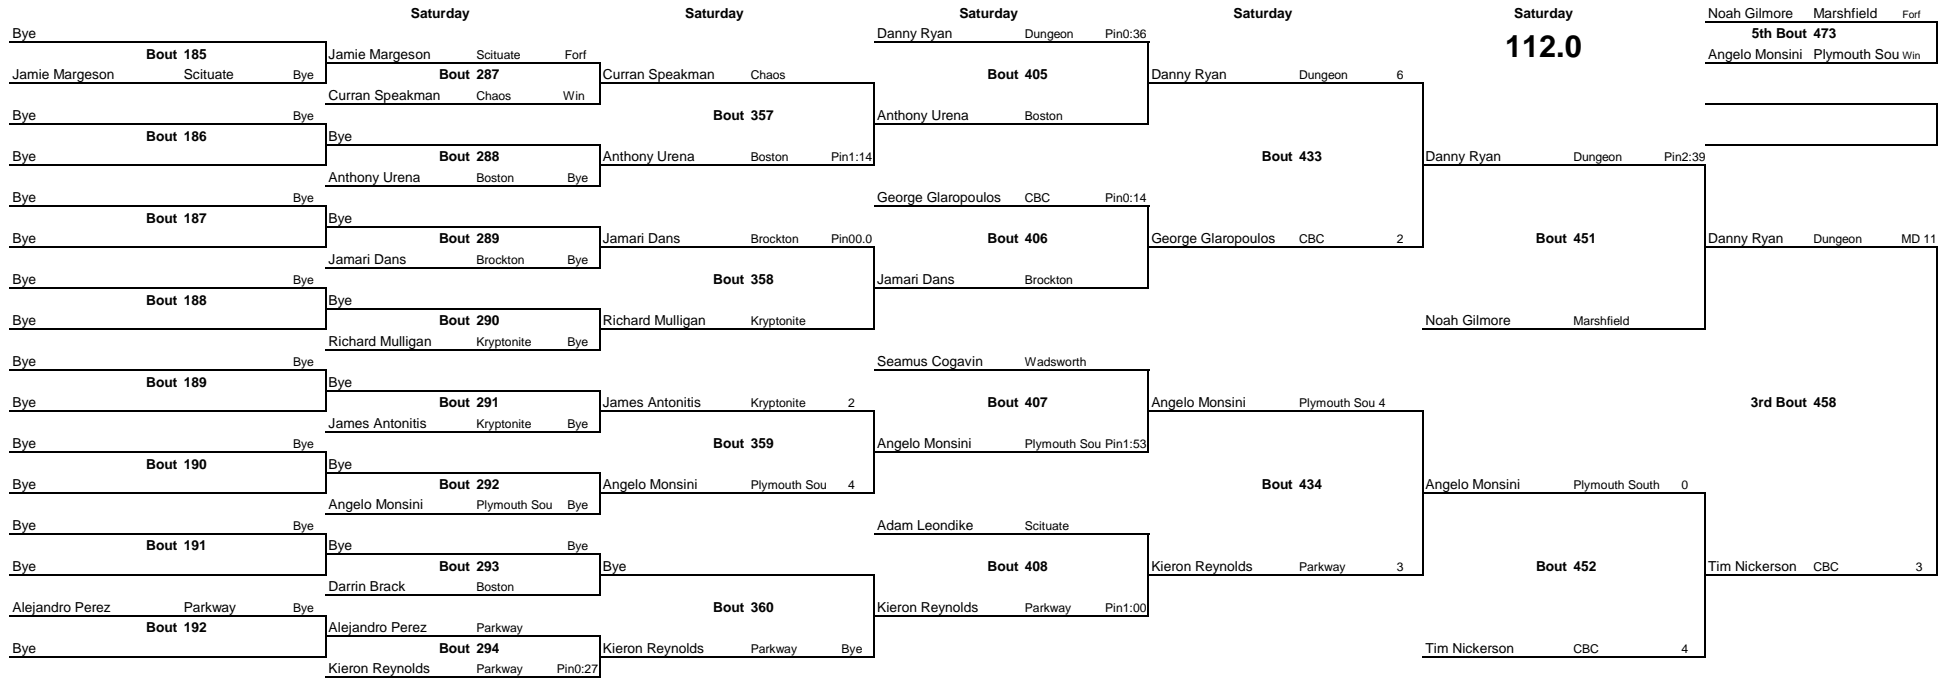 Saturday Saturday Saturday Saturday Saturday Noah Gilmore Marshfield Forf
Bye Danny Ryan Dungeon Pin0:36 112.0 5th Bout 473
Bout 185 Jamie Margeson Scituate Forf Angelo Monsini Plymouth Sou Win
Jamie Margeson Scituate Bye Bout 287 Curran Speakman Chaos Bout 405 Danny Ryan Dungeon 6
Curran Speakman Chaos Win
Bye Bye Bout 357 Anthony Urena Boston
Bout 186 Bye
Bye Bout 288 Anthony Urena Boston Pin1:14 Bout 433 Danny Ryan Dungeon Pin2:39
Anthony Urena Boston Bye
Bye Bye George Glaropoulos CBC Pin0:14
Bout 187 Bye
Bye Bout 289 Jamari Dans Brockton Pin00.0 Bout 406 George Glaropoulos CBC 2 Bout 451 Danny Ryan Dungeon MD 11
Jamari Dans Brockton Bye
Bye Bye Bout 358 Jamari Dans Brockton
Bout 188 Bye
Bye Bout 290 Richard Mulligan Kryptonite Noah Gilmore Marshfield
Richard Mulligan Kryptonite Bye
Bye Bye Seamus Cogavin Wadsworth
Bout 189 Bye
Bye Bout 291 James Antonitis Kryptonite 2 Bout 407 Angelo Monsini Plymouth Sou 4 3rd Bout 458
James Antonitis Kryptonite Bye
Bye Bye Bout 359 Angelo Monsini Plymouth Sou Pin1:53
Bout 190 Bye
Bye Bout 292 Angelo Monsini Plymouth Sou 4 Bout 434 Angelo Monsini Plymouth South 0
Angelo Monsini Plymouth Sou Bye
Bye Bye Adam Leondike Scituate
Bout 191 Bye Bye
Bye Bout 293 Bye Bout 408 Kieron Reynolds Parkway 3 Bout 452 Tim Nickerson CBC 3
Darrin Brack Boston
Alejandro Perez Parkway Bye Bout 360 Kieron Reynolds Parkway Pin1:00
Bout 192 Alejandro Perez Parkway
Bye Bout 294 Kieron Reynolds Parkway Bye Tim Nickerson CBC 4
Kieron Reynolds Parkway Pin0:27